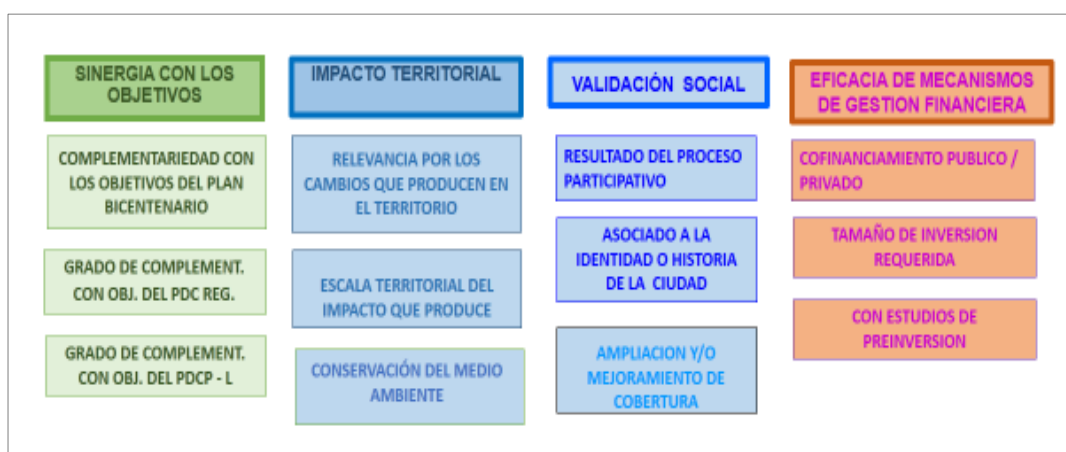 SINERGIA CON LOS
OBJETIVOS
COMPLEMENTARIEDAD CON
LOS OBJETIVOS DEL PLAN
BICENTENARIO
GRADO DE COMPLEMENT.
CON OBJ. DEL PDC REG.
GRADO DE COMPLEMENT.
CON OBJ. DEL PDCP - L
IMPACTO TERRITORIAL
RELEVANCIA POR LOS
CAMBIOS QUE PRODUCEN EN
EL TERRITORIO
ESCALA TERRITORIAL DEL
IMPACTO QUE PRODUCE
CONSERVACIÓN DEL MEDIO
AMBIENTE
VALIDACIÓN SOCIAL
RESULTADO DEL PROCESO
PARTICIPATIVO
ASOCIADO A LA
IDENTIDAD O HISTORIA
DE LA CIUDAD
AMPLIACION Y/O
MEJORAMIENTO DE
COBERTURA
EFICACIA DE MECANISMOS
DE GESTION FINANCIERA
COFINANCIAMIENTO PUBLICO /
PRIVADO
TAMAÑO DE INVERSION
REQUERIDA
CON ESTUDIOS DE
PREINVERSION